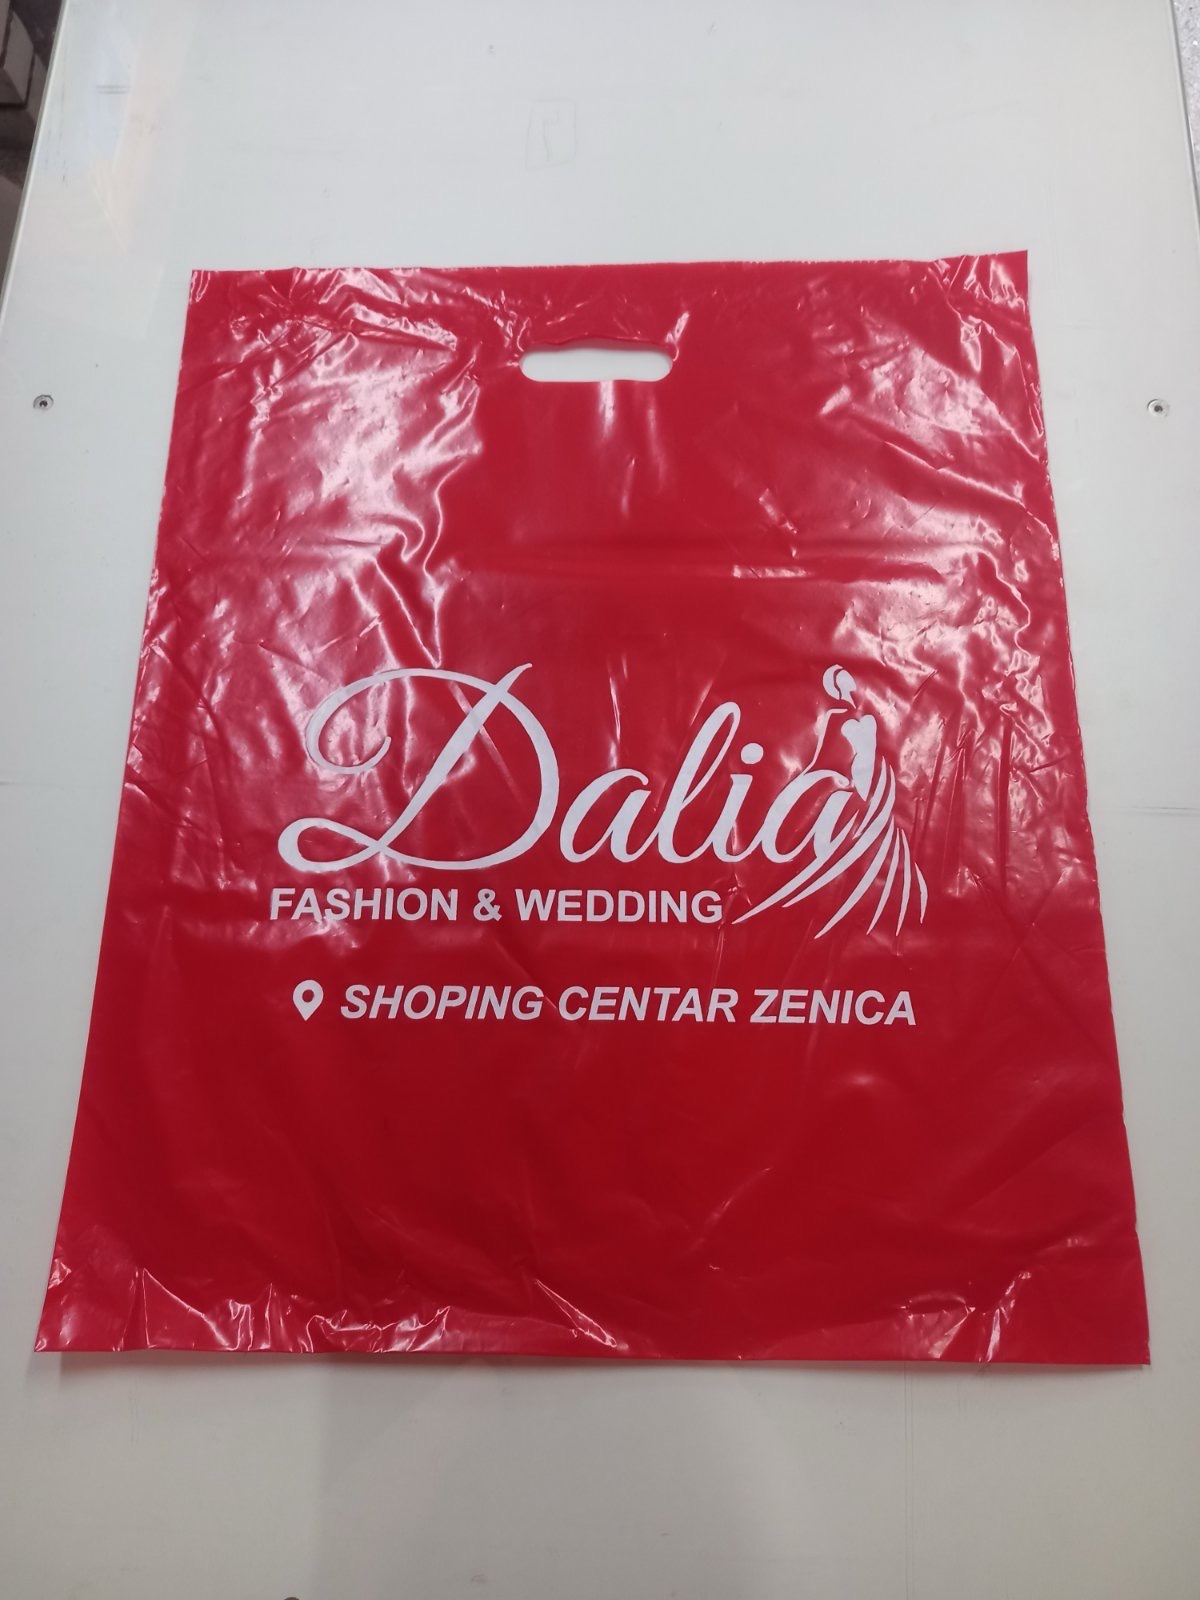 Dalia
FASHION & WEDDING
SHOPING CENTAR ZENICA